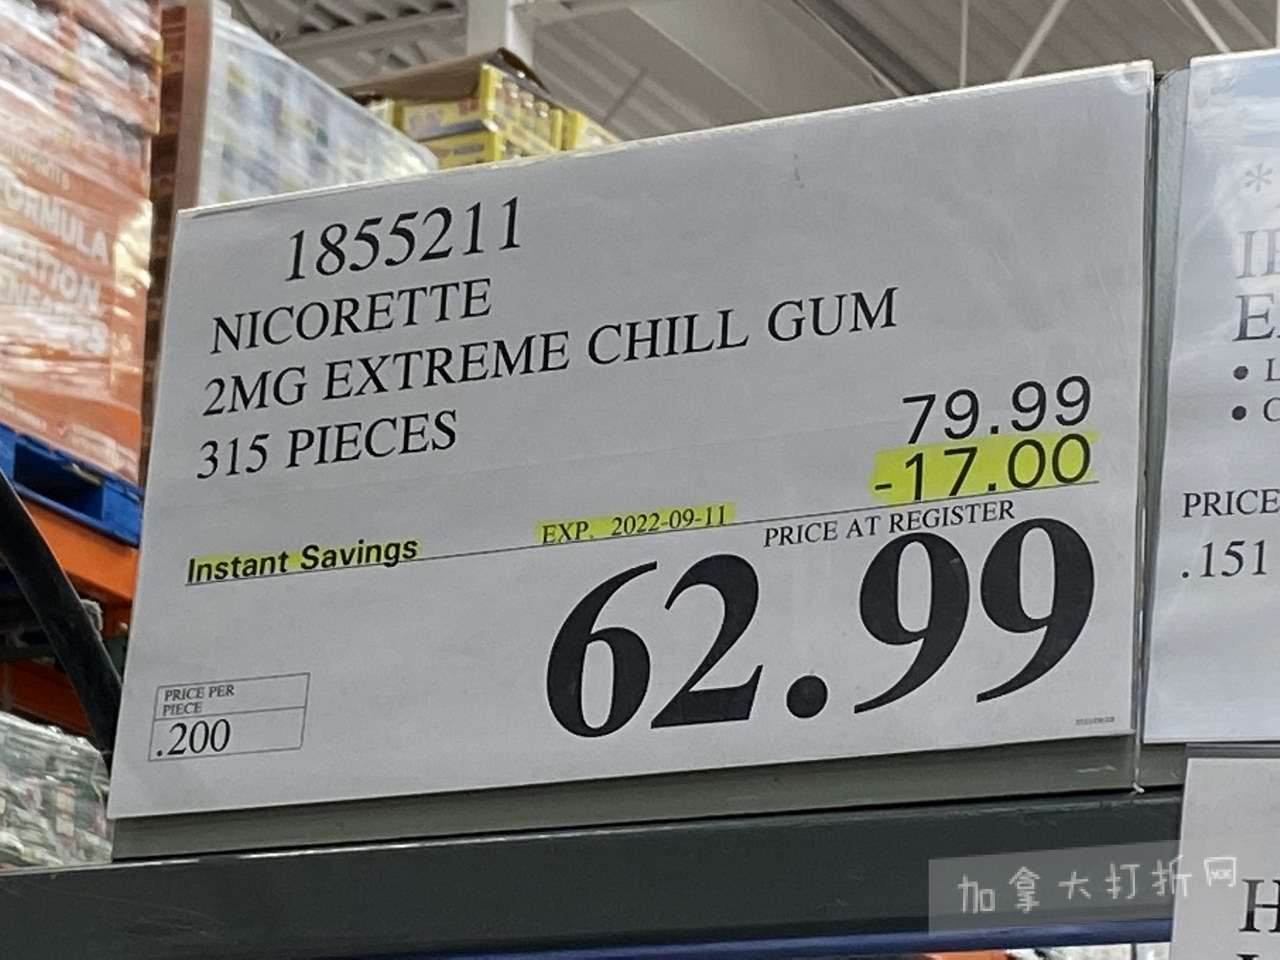 1855211
NICORETTE
2MG EXTREME CHILL GUM
315 PIECES
79.99
-17.00
Instant Savings
EXP. 2022-09-11
PRICE AT REGISTER
62.99
PRICE PER
PIECE
.200
PRICE
.151
FORMULA
加拿大打折网